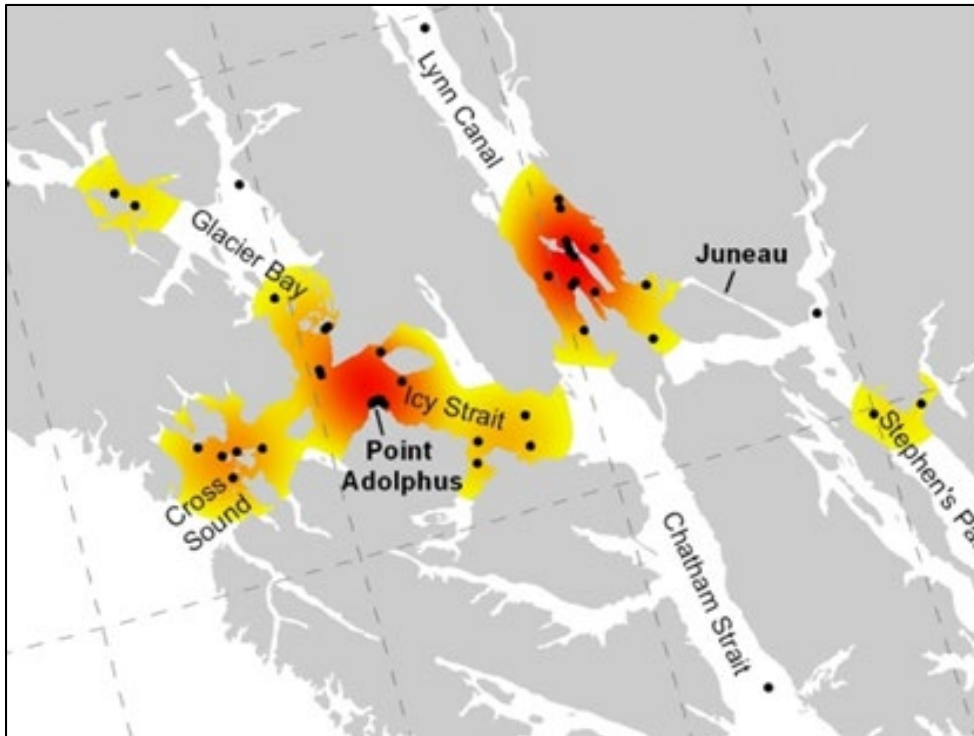 Lynn Canal
Glacier Bay
Juneau
Icy Strait
Point
Adolphus
Cross
Sound
Stephen's Pa
Chatham Strait